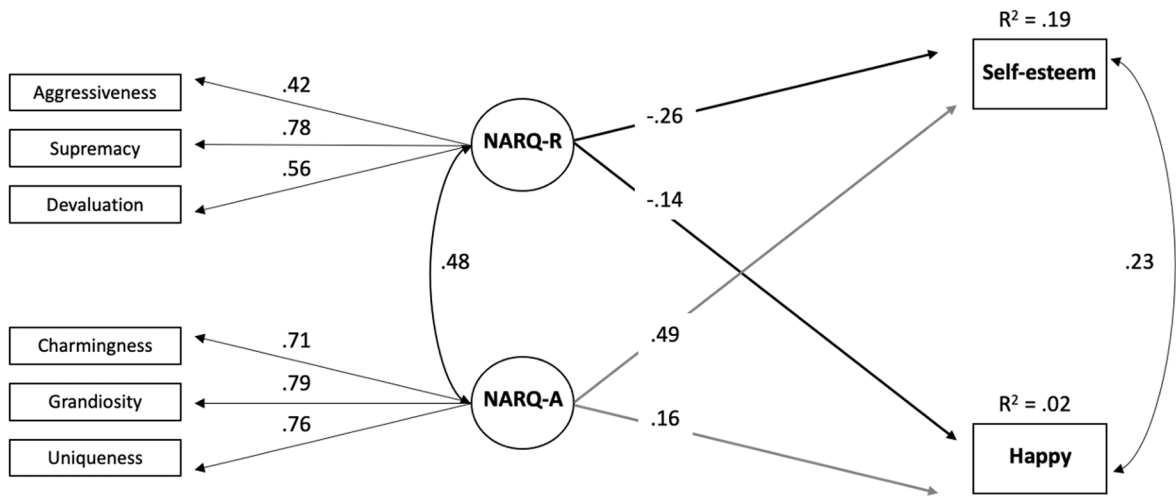 R² = .19
Self-esteem
Aggressiveness
.42
Supremacy
.78
Devaluation
.56
NARQ-R
-.26
-.14
.48
.23
Charmingness
.71
Grandiosity
.79
Uniqueness
.76
NARQ-A
.49
.16
R² = .02
Happy